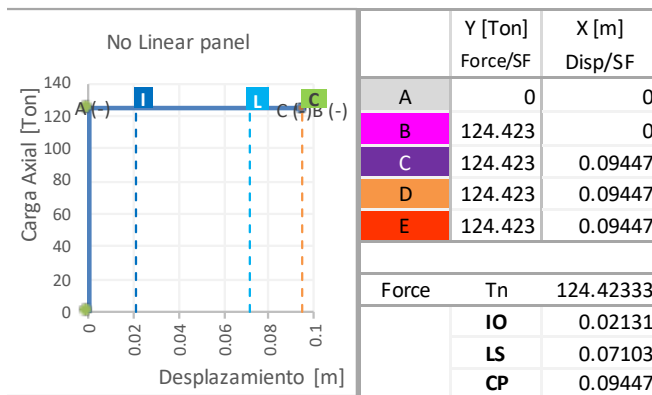 No Linear panel
Carga Axial [Ton]
140
120
100
80
60
40
20
0
A (-)
I
L
C
C (-)B (-)
0
0.02
0.04
0.06
0.08
0.1
Desplazamiento [m]
Y [Ton] X [m]
Force/SF Disp/SF
A 0 0
B 124.423 0
C 124.423 0.09447
D 124.423 0.09447
E 124.423 0.09447
Force Tn 124.42333
IO 0.02131
LS 0.07103
CP 0.09447